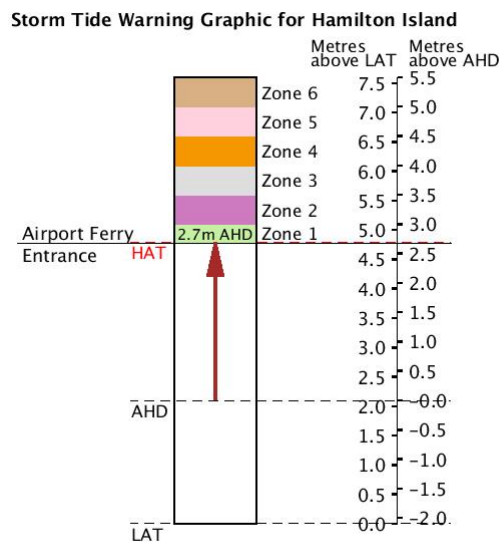 Storm Tide Warning Graphic for Hamilton Island
Metres above LAT
Metres above AHD
Zone 6
Zone 5
Zone 4
Zone 3
Zone 2
2.7m AHD Zone 1
Airport Ferry
Entrance
HAT
AHD
LAT
7.5
7.0
6.5
6.0
5.5
5.0
4.5
4.0
3.5
3.0
2.5
2.0
1.5
1.0
0.5
0.0
5.5
5.0
4.5
4.0
3.5
3.0
2.5
2.0
1.5
1.0
0.5
-0.0
-0.5
-1.0
-1.5
-2.0